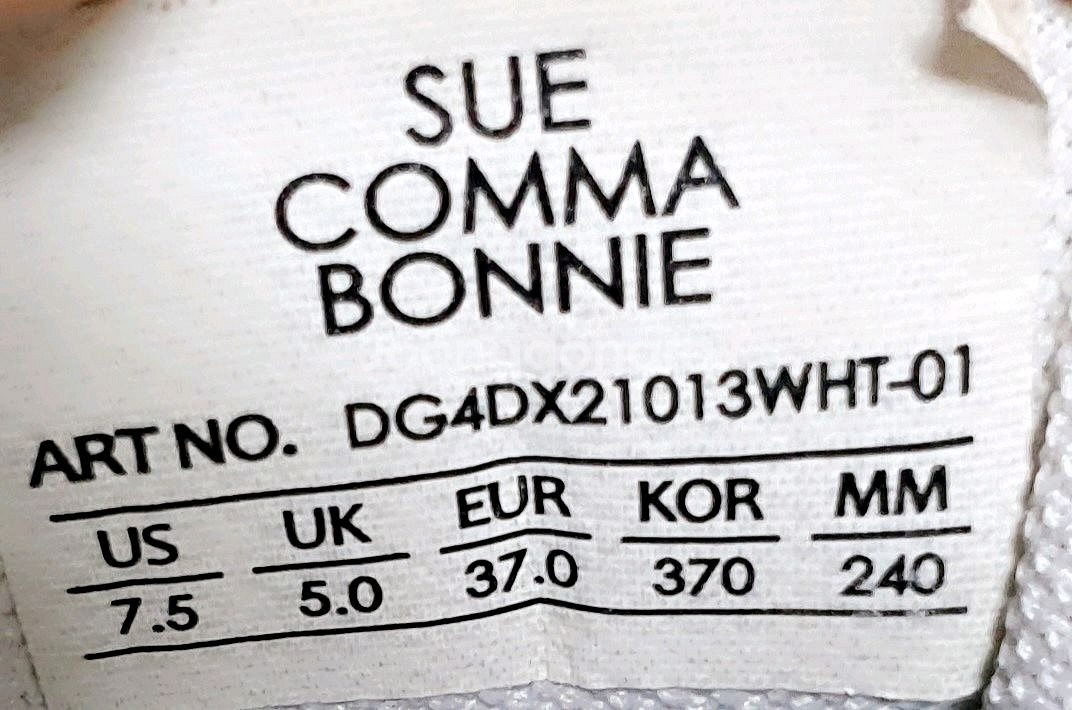 SUE
COMMA
BONNIE
ART NO. DG4DX21013WHT-01
US UK EUR KOR MM
7.5 5.0 37.0 370 240